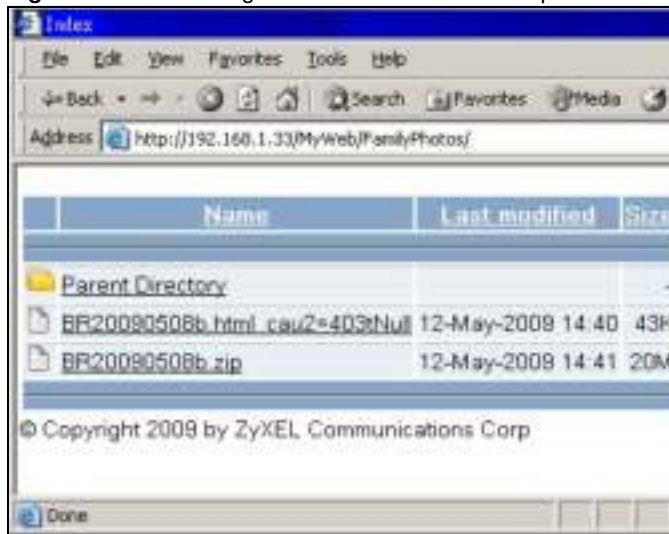 Index
File Edit View Favorites Tools Help
Back Search Favorites Media
Address http://192.168.1.33/MyWeb/FamilyPhotos/
Name Last modified
Parent Directory -
BR20090508b.html_cau2=403tNull 12-May-2009 14:40 43K
BR20090508b.zip 12-May-2009 14:41 20M
© Copyright 2009 by ZyXEL Communications Corp
Done